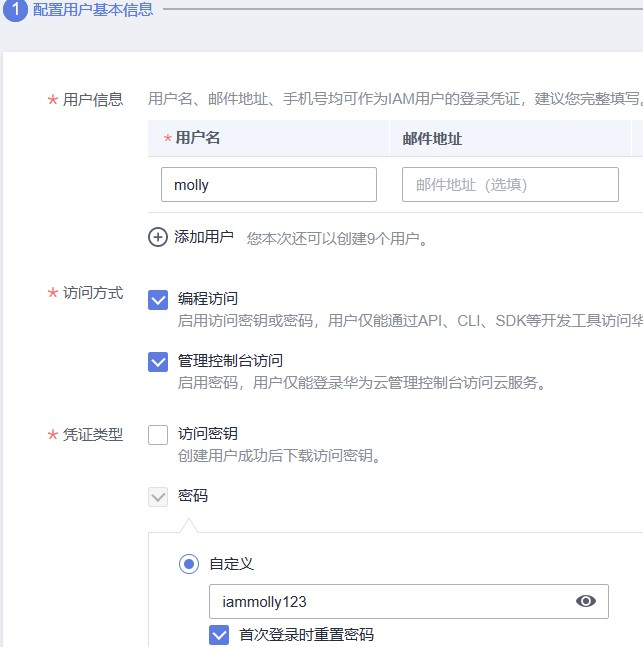 1 配置用户基本信息
* 用户信息 用户名、邮件地址、手机号均可作为IAM用户的登录凭证，建议您完整填写
* 用户名 邮件地址
molly 邮件地址（选填）
添加用户 您本次还可以创建9个用户。
* 访问方式 编程访问
启用访问密钥或密码，用户仅能通过API、CLI、SDK等开发工具访问华
管理控制台访问
启用密码，用户仅能登录华为云管理控制台访问云服务。
* 凭证类型 访问密钥
创建用户成功后下载访问密钥。
密码
自定义
iammolly123
首次登录时重置密码